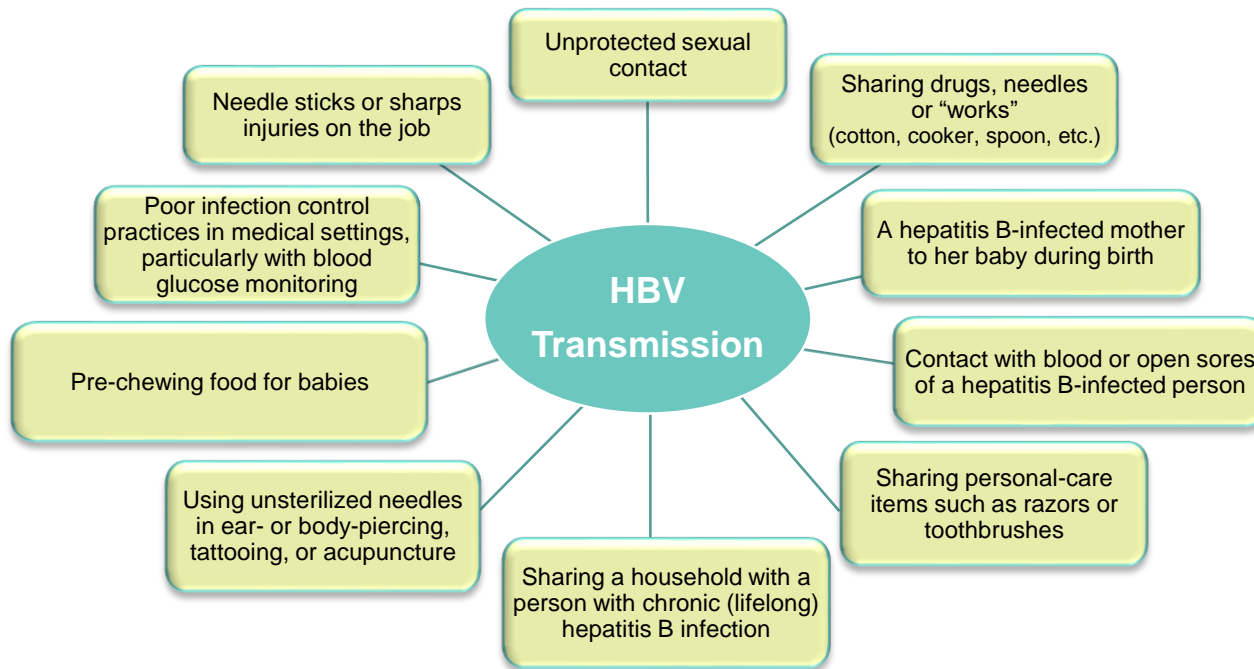 Unprotected sexual
contact
Sharing drugs, needles
or “works”
(cotton, cooker, spoon, etc.)
A hepatitis B-infected mother
to her baby during birth
Contact with blood or open sores
of a hepatitis B-infected person
Sharing personal-care
items such as razors or
toothbrushes
Sharing a household with a
person with chronic (lifelong)
hepatitis B infection
Using unsterilized needles
in ear- or body-piercing,
tattooing, or acupuncture
Pre-chewing food for babies
Poor infection control
practices in medical settings,
particularly with blood
glucose monitoring
Needle sticks or sharps
injuries on the job
HBV
Transmission